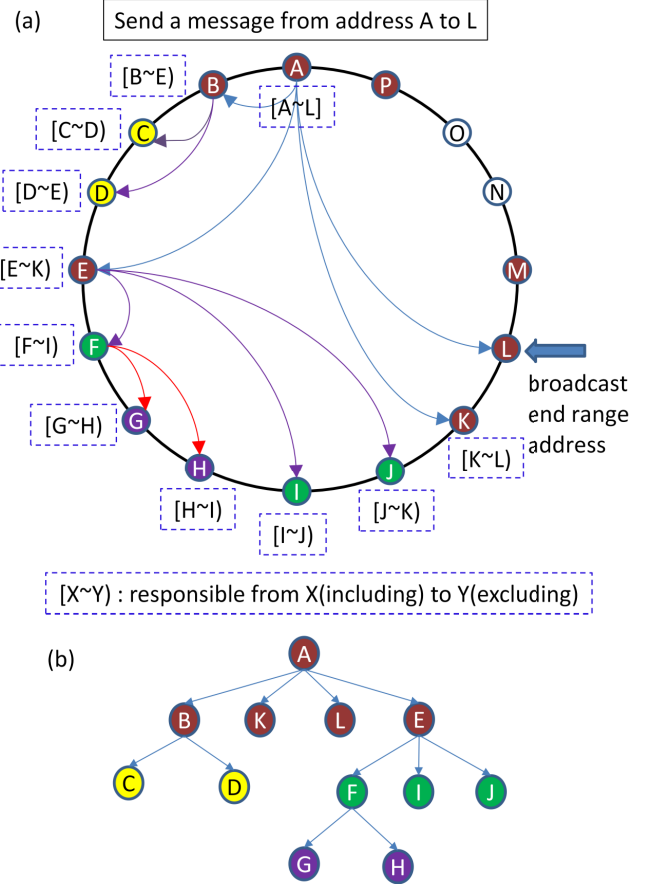 (a)
Send a message from address A to L
A
P
[B~E)
B
[A~L]
O
[C~D)
C
N
[D~E)
D
[E~K)
E
M
[F~I)
F
L
broadcast
end range
address
[G~H)
G
K
[K~L)
H
J
[H~I)
I
[J~K)
[I~J)
[X~Y) : responsible from X(including) to Y(excluding)
(b)
A
B K L E
C D F I J
G H